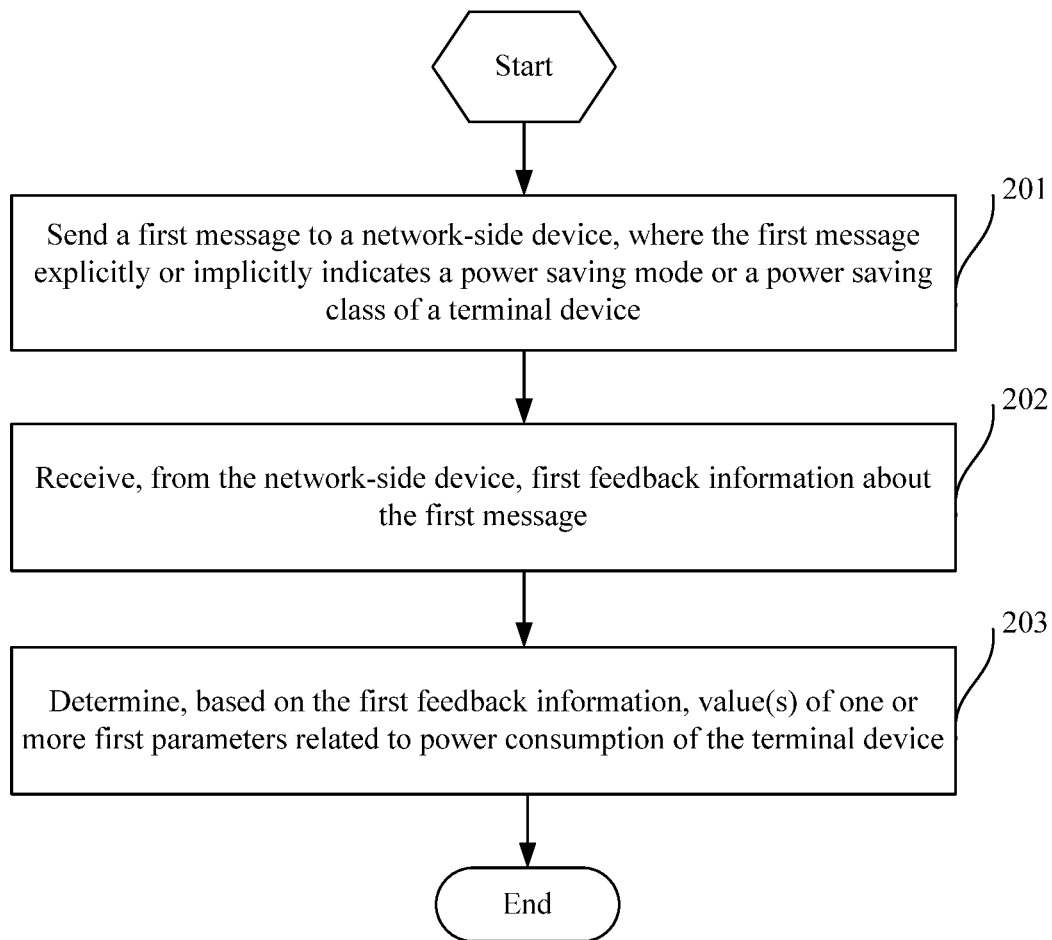 Start
201
Send a first message to a network-side device, where the first message
explicitly or implicitly indicates a power saving mode or a power saving
class of a terminal device
202
Receive, from the network-side device, first feedback information about
the first message
203
Determine, based on the first feedback information, value(s) of one or
more first parameters related to power consumption of the terminal device
End